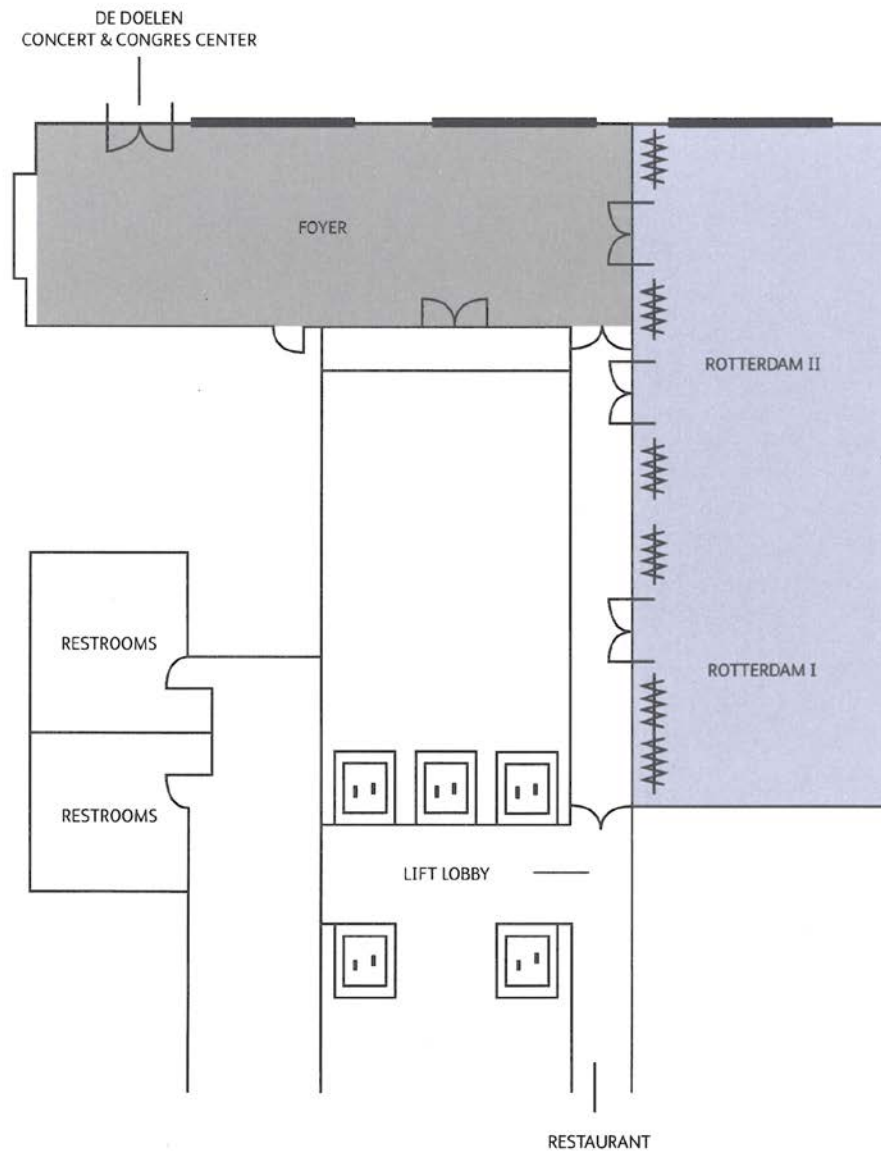 DE DOELEN
CONCERT & CONGRES CENTER
FOYER
ROTTERDAM II
RESTROOMS
ROTTERDAM I
RESTROOMS
LIFT LOBBY
RESTAURANT